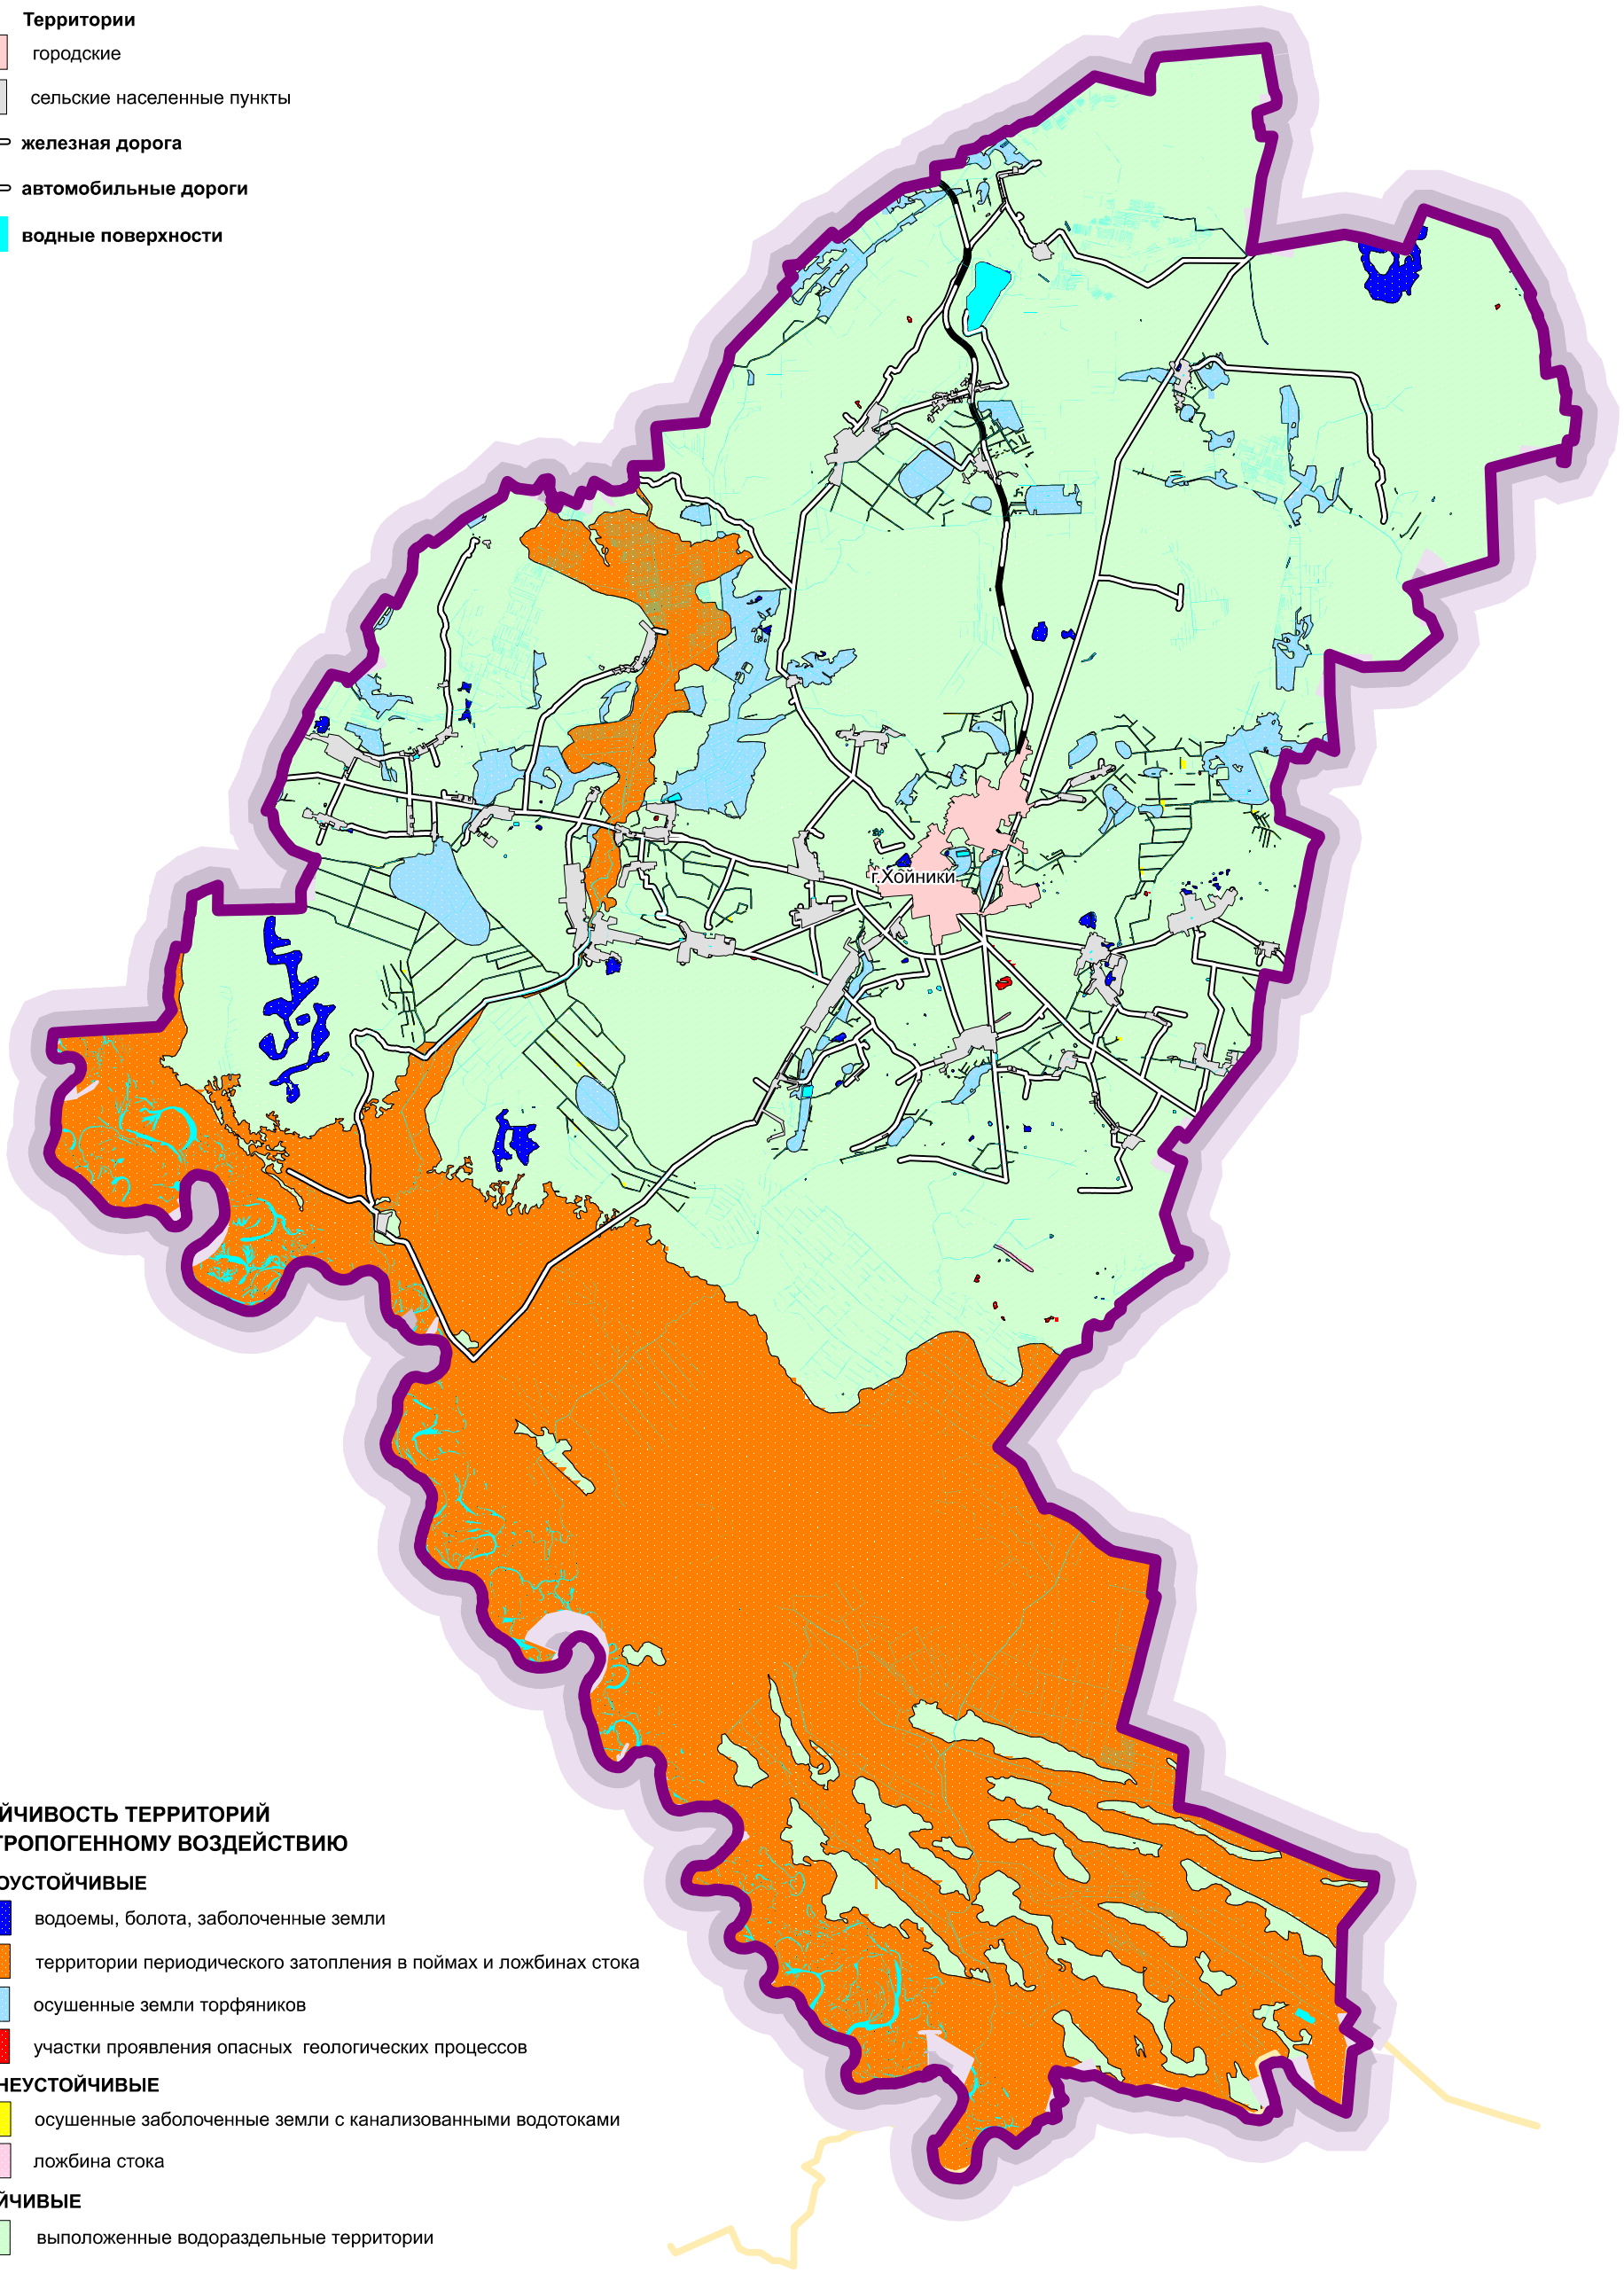 Территории
городские
сельские населенные пункты
железная дорога
автомобильные дороги
водные поверхности
г.Хойники
ЙЧИВОСТЬ ТЕРРИТОРИЙ
ТРОПОГЕННОМУ ВОЗДЕЙСТВИЮ
ОУСТОЙЧИВЫЕ
водоемы, болота, заболоченные земли
территории периодического затопления в поймах и ложбинах стока
осушенные земли торфяников
участки проявления опасных геологических процессов
НЕУСТОЙЧИВЫЕ
осушенные заболоченные земли с канализованными водотоками
ложбина стока
ЙЧИВЫЕ
выположенные водораздельные территории